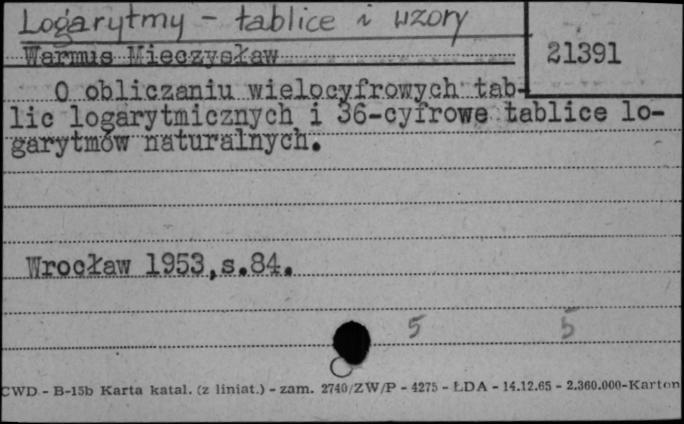 Logarytmy - tablice i wzory
Warmus Mieczysław
21391
O obliczaniu wielocyfrowych tab-
lic logarytmicznych i 36-cyfrowe tablice lo-
garytmów naturalnych.
Wrocław 1953,s.84.
5 5
CWD - B-15b Karta katal. (z liniat.) - zam. 2740/ZW/P - 4275 - ŁDA - 14.12.65 - 2.360.000-Karton